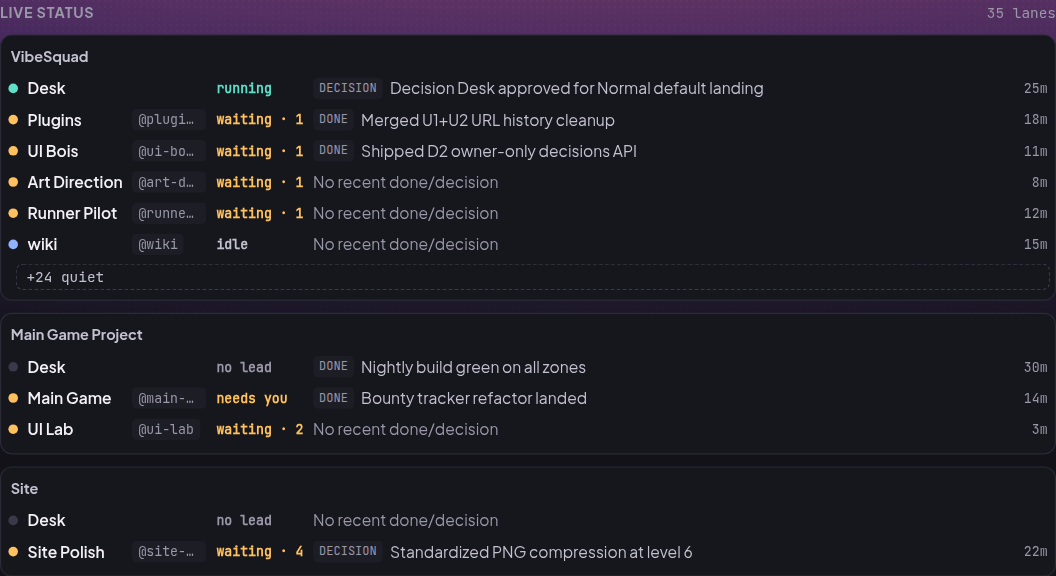 LIVE STATUS 35 lanes
VibeSquad
Desk running DECISION Decision Desk approved for Normal default landing 25m
Plugins @plugi… waiting · 1 DONE Merged U1+U2 URL history cleanup 18m
UI Bois @ui-bo… waiting · 1 DONE Shipped D2 owner-only decisions API 11m
Art Direction @art-d… waiting · 1 No recent done/decision 8m
Runner Pilot @runne… waiting · 1 No recent done/decision 12m
wiki @wiki idle No recent done/decision 15m
+24 quiet
Main Game Project
Desk no lead DONE Nightly build green on all zones 30m
Main Game @main-… needs you DONE Bounty tracker refactor landed 14m
UI Lab @ui-lab waiting · 2 No recent done/decision 3m
Site
Desk no lead No recent done/decision
Site Polish @site-… waiting · 4 DECISION Standardized PNG compression at level 6 22m